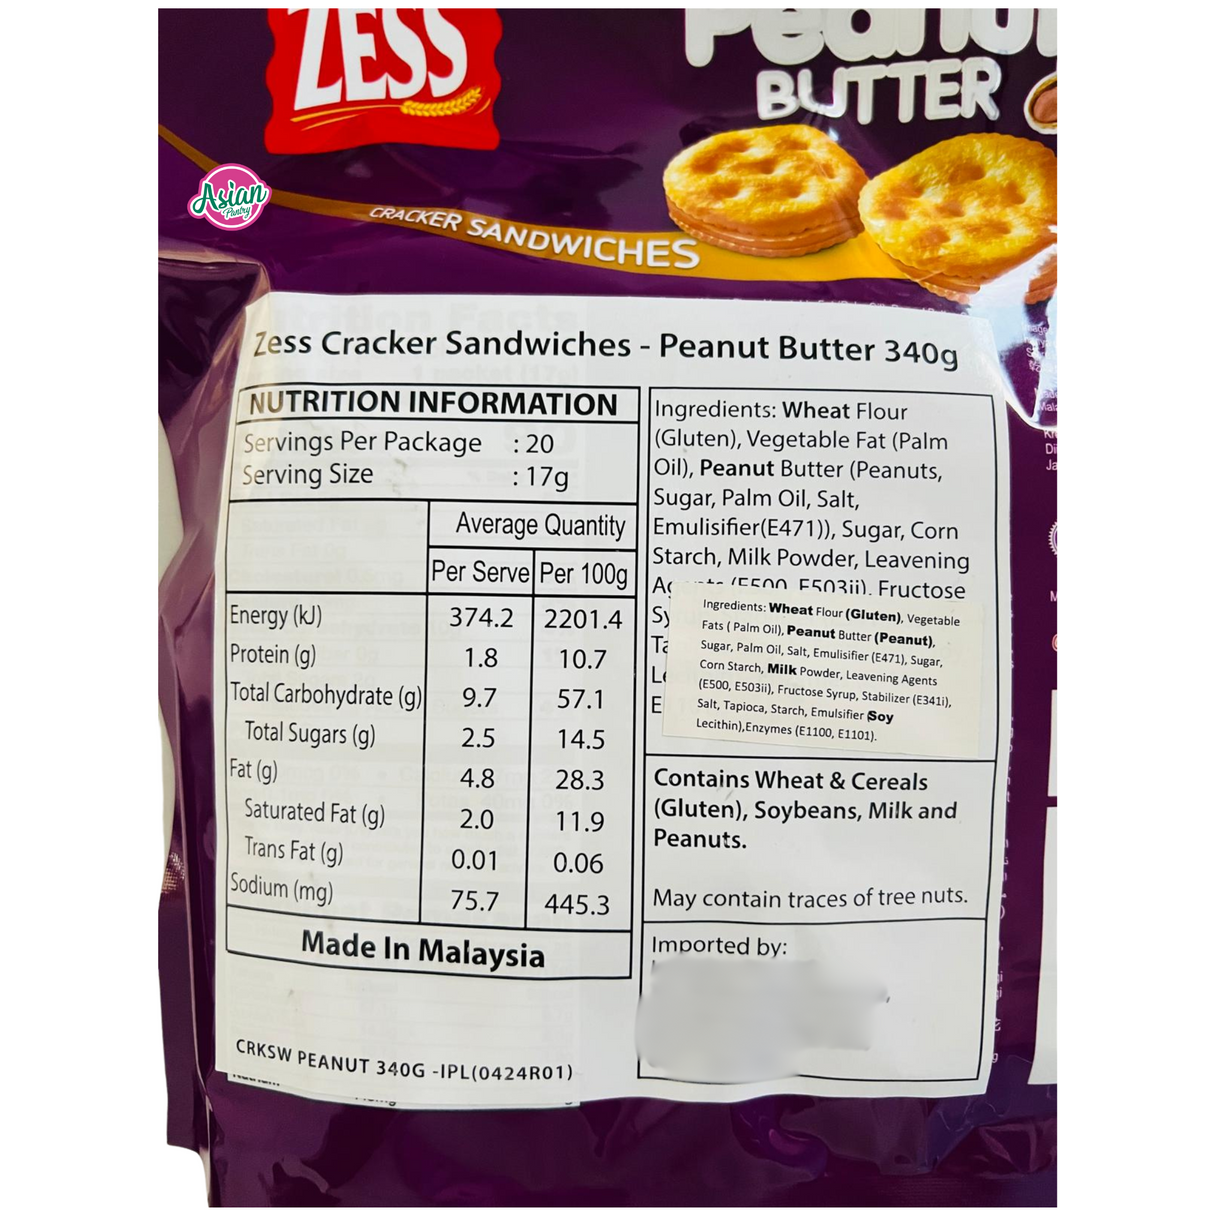 ZESS
Peanut
BUTTER
Asian
Pantry
CRACKER SANDWICHES
Zess Cracker Sandwiches - Peanut Butter 340g
NUTRITION INFORMATION
Servings Per Package : 20
Serving Size : 17g
Average Quantity
Per Serve Per 100g
Energy (kJ) 374.2 2201.4
Protein (g) 1.8 10.7
Total Carbohydrate (g) 9.7 57.1
Total Sugars (g) 2.5 14.5
Fat (g) 4.8 28.3
Saturated Fat (g) 2.0 11.9
Trans Fat (g) 0.01 0.06
Sodium (mg) 75.7 445.3
Made In Malaysia
CRKSW PEANUT 340G -IPL(0424R01)
Ingredients: Wheat Flour
(Gluten), Vegetable Fat (Palm
Oil), Peanut Butter (Peanuts,
Sugar, Palm Oil, Salt,
Emulisifier(E471)), Sugar, Corn
Starch, Milk Powder, Leavening
(E500, E503ii), Fructose
Ingredients: Wheat Flour (Gluten), Vegetable
Fats ( Palm Oil), Peanut Butter (Peanut),
Sugar, Palm Oil, Salt, Emulisifier (E471), Sugar,
Corn Starch, Milk Powder, Leavening Agents
(E500, E503ii), Fructose Syrup, Stabilizer (E341i),
Salt, Tapioca, Starch, Emulsifier (Soy
Lecithin),Enzymes (E1100, E1101).
Contains Wheat & Cereals
(Gluten), Soybeans, Milk and
Peanuts.
May contain traces of tree nuts.
Imported by: